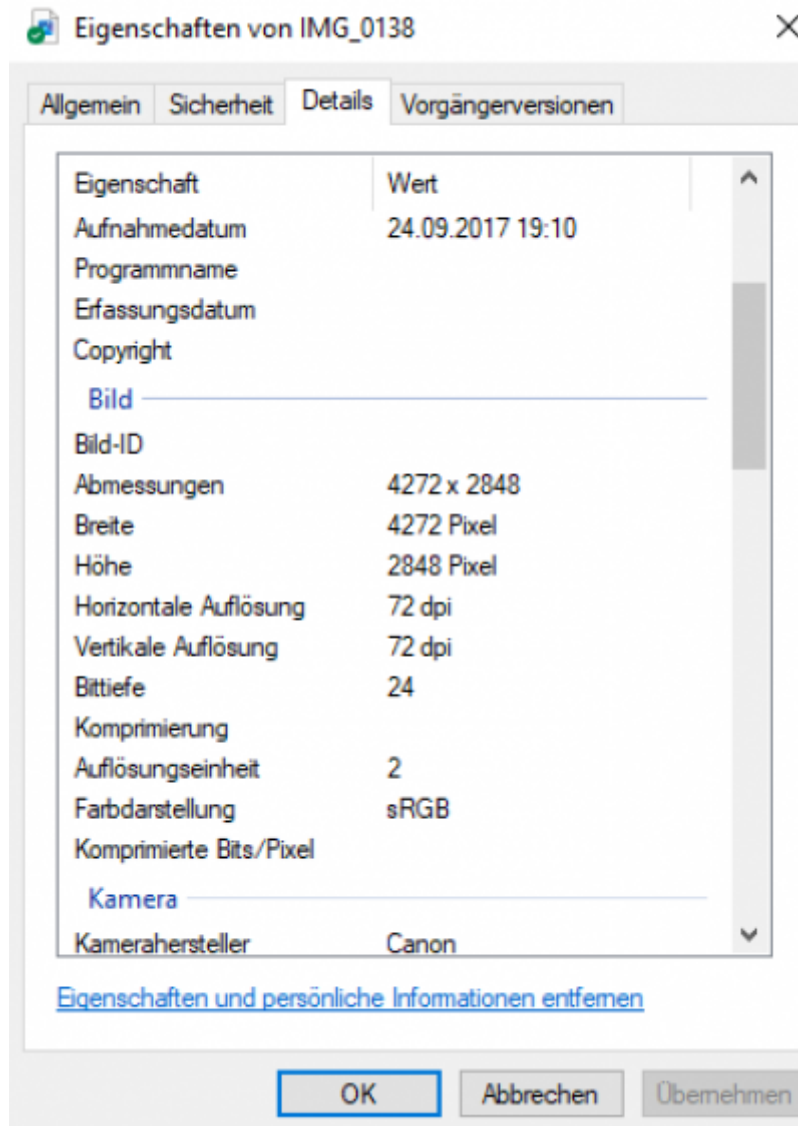 Eigenschaften von IMG_0138
Allgemein Sicherheit Details Vorgängerversionen
Eigenschaft Wert
Aufnahmedatum 24.09.2017 19:10
Programmname
Erfassungsdatum
Copyright
Bild
Bild-ID
Abmessungen 4272 x 2848
Breite 4272 Pixel
Höhe 2848 Pixel
Horizontale Auflösung 72 dpi
Vertikale Auflösung 72 dpi
Bittiefe 24
Komprimierung
Auflösungseinheit 2
Farbdarstellung sRGB
Komprimierte Bits/Pixel
Kamera
Kamerahersteller Canon
Eigenschaften und persönliche Informationen entfernen
OK Abbrechen Übernehmen